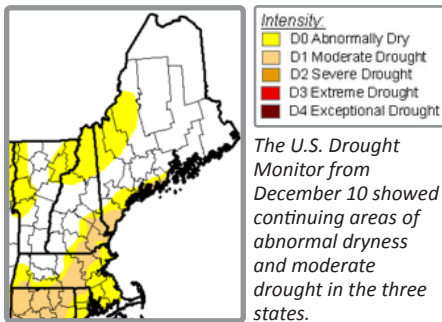 Intensity:
D0 Abnormally Dry
D1 Moderate Drought
D2 Severe Drought
D3 Extreme Drought
D4 Exceptional Drought
The U.S. Drought
Monitor from
December 10 showed
continuing areas of
abnormal dryness
and moderate
drought in the three
states.